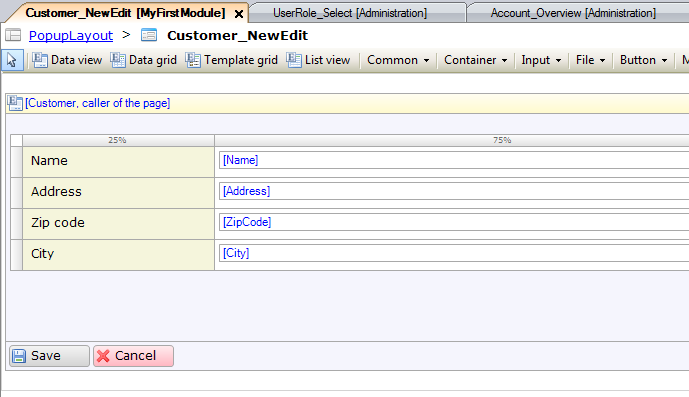 Customer_NewEdit [MyFirstModule] UserRole_Select [Administration] Account_Overview [Administration]
PopupLayout > Customer_NewEdit
Data view Data grid Template grid List view Common Container Input File Button M
[Customer, caller of the page]
25% 75%
Name [Name]
Address [Address]
Zip code [ZipCode]
City [City]
Save Cancel